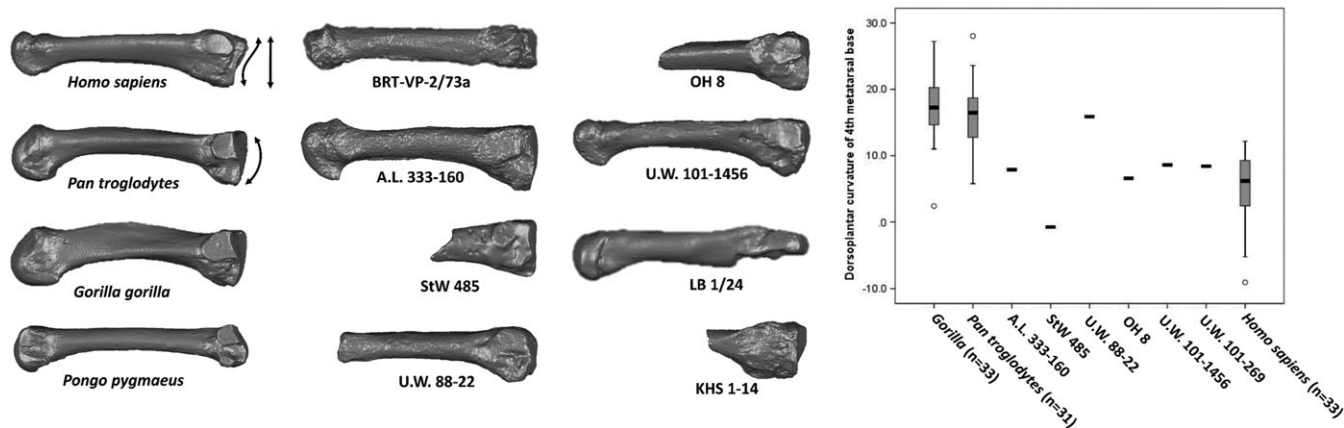 Homo sapiens
BRT-VP-2/73a
OH 8
Pan troglodytes
A.L. 333-160
U.W. 101-1456
Gorilla gorilla
StW 485
LB 1/24
Pongo pygmaeus
U.W. 88-22
KHS 1-14
Dorsoplantar curvature of 4th metatarsal base
30.0
20.0
10.0
.0
-10.0
Gorilla (n=33)
Pan troglodytes (n=31)
A.L. 333-160
StW 485
U.W. 88-22
OH 8
U.W. 101-1456
U.W. 101-269
Homo sapiens (n=33)